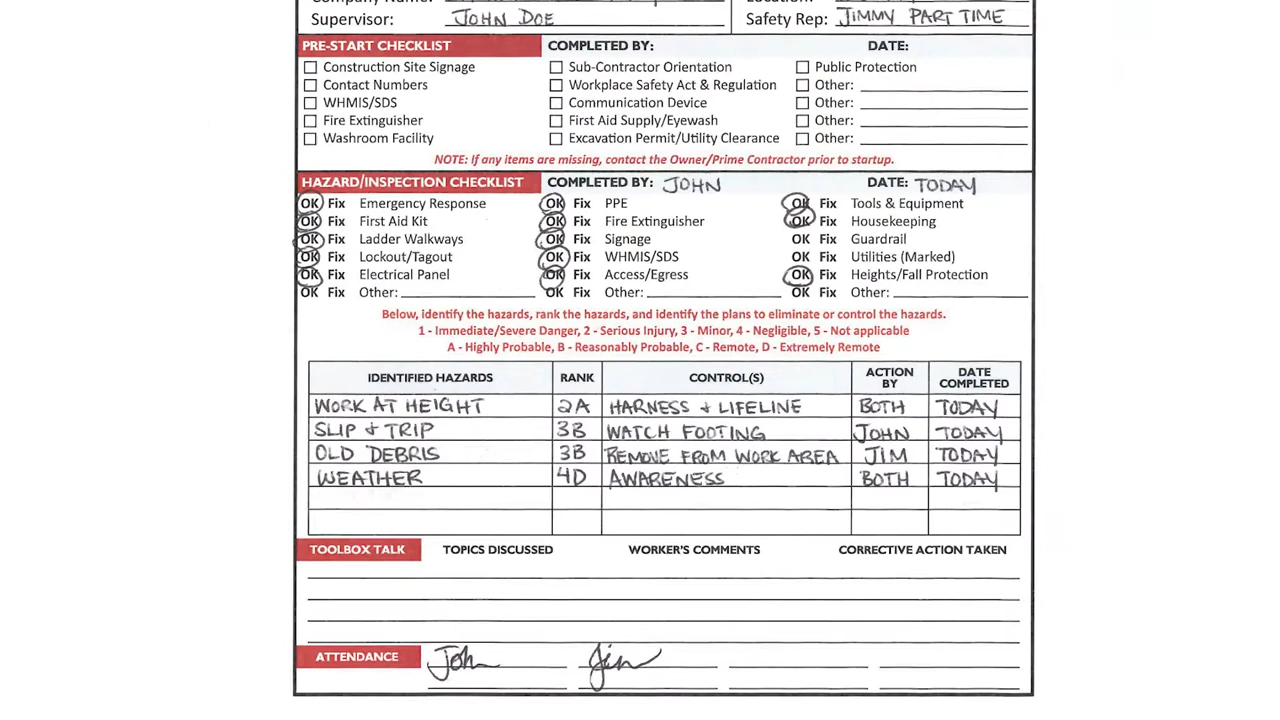 Supervisor: JOHN DOE
Safety Rep: JIMMY PART TIME
PRE-START CHECKLIST COMPLETED BY: DATE:
Construction Site Signage Sub-Contractor Orientation Public Protection
Contact Numbers Workplace Safety Act & Regulation Other:
WHMIS/SDS Communication Device Other:
Fire Extinguisher First Aid Supply/Eyewash Other:
Washroom Facility Excavation Permit/Utility Clearance Other:
NOTE: If any items are missing, contact the Owner/Prime Contractor prior to startup.
HAZARD/INSPECTION CHECKLIST COMPLETED BY: JOHN DATE: TODAY
OK Fix Emergency Response OK Fix PPE OK Fix Tools & Equipment
OK Fix First Aid Kit OK Fix Fire Extinguisher OK Fix Housekeeping
OK Fix Ladder Walkways OK Fix Signage OK Fix Guardrail
OK Fix Lockout/Tagout OK Fix WHMIS/SDS OK Fix Utilities (Marked)
OK Fix Electrical Panel OK Fix Access/Egress OK Fix Heights/Fall Protection
OK Fix Other: OK Fix Other: OK Fix Other:
Below, identify the hazards, rank the hazards, and identify the plans to eliminate or control the hazards.
1 - Immediate/Severe Danger, 2 - Serious Injury, 3 - Minor, 4 - Negligible, 5 - Not applicable
A - Highly Probable, B - Reasonably Probable, C - Remote, D - Extremely Remote
IDENTIFIED HAZARDS RANK CONTROL(S) ACTION BY DATE COMPLETED
WORK AT HEIGHT 2A HARNESS & LIFELINE BOTH TODAY
SLIP & TRIP 3B WATCH FOOTING JOHN TODAY
OLD DEBRIS 3B REMOVE FROM WORK AREA JIM TODAY
WEATHER 4D AWARENESS BOTH TODAY
TOOLBOX TALK TOPICS DISCUSSED WORKER'S COMMENTS CORRECTIVE ACTION TAKEN
ATTENDANCE John Jim